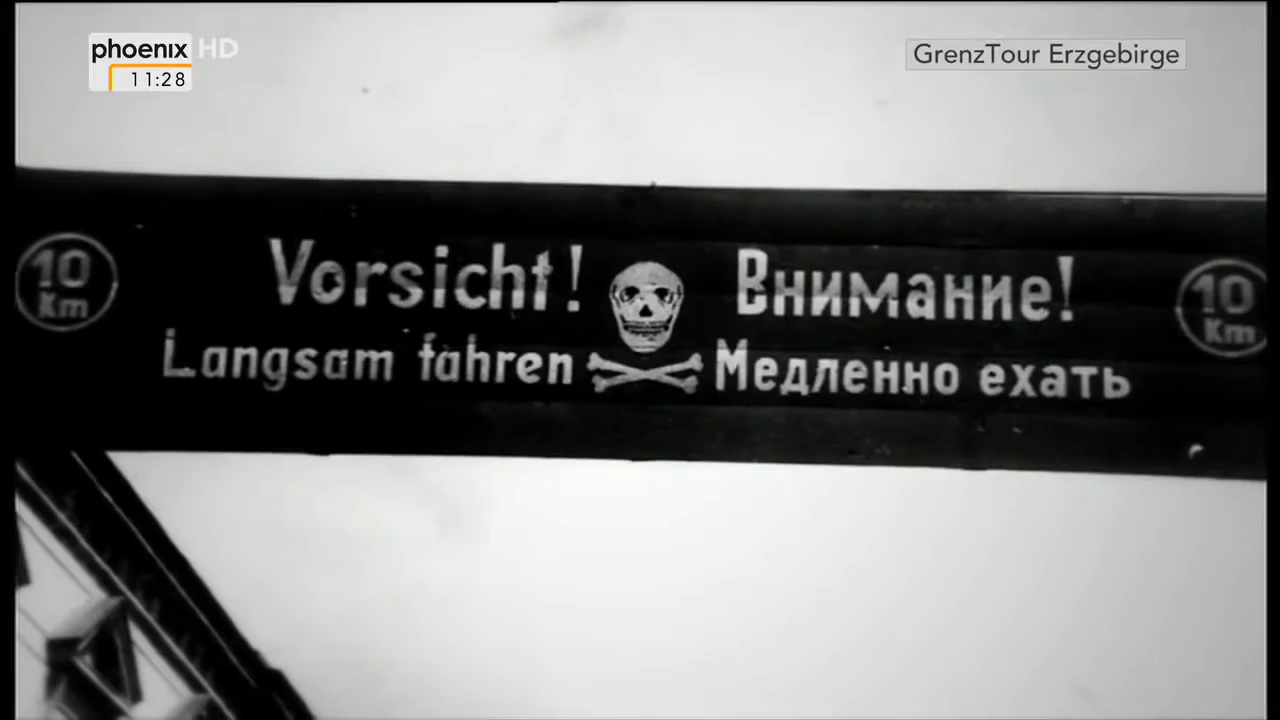 phoenix HD
11:28
GrenzTour Erzgebirge
10 Km
Vorsicht! Внимание!
Langsam fahren Медленно ехать
10 Km